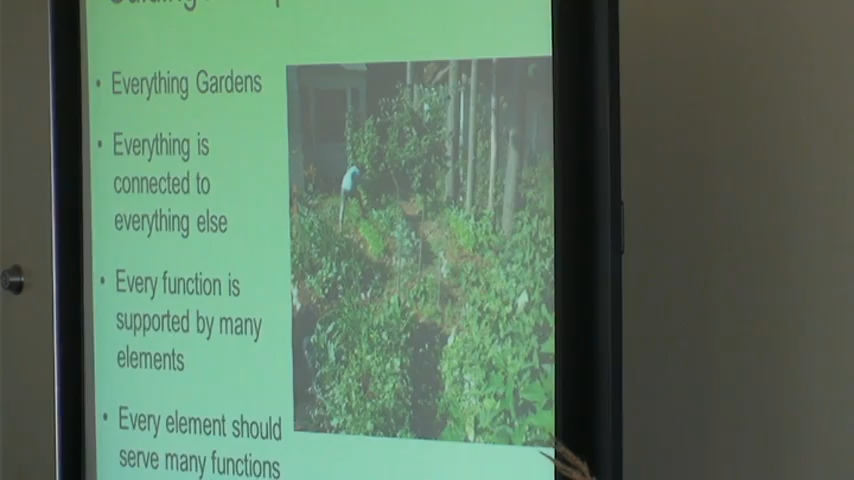 • Everything Gardens
• Everything is
connected to
everything else
• Every function is
supported by many
elements
• Every element should
serve many functions